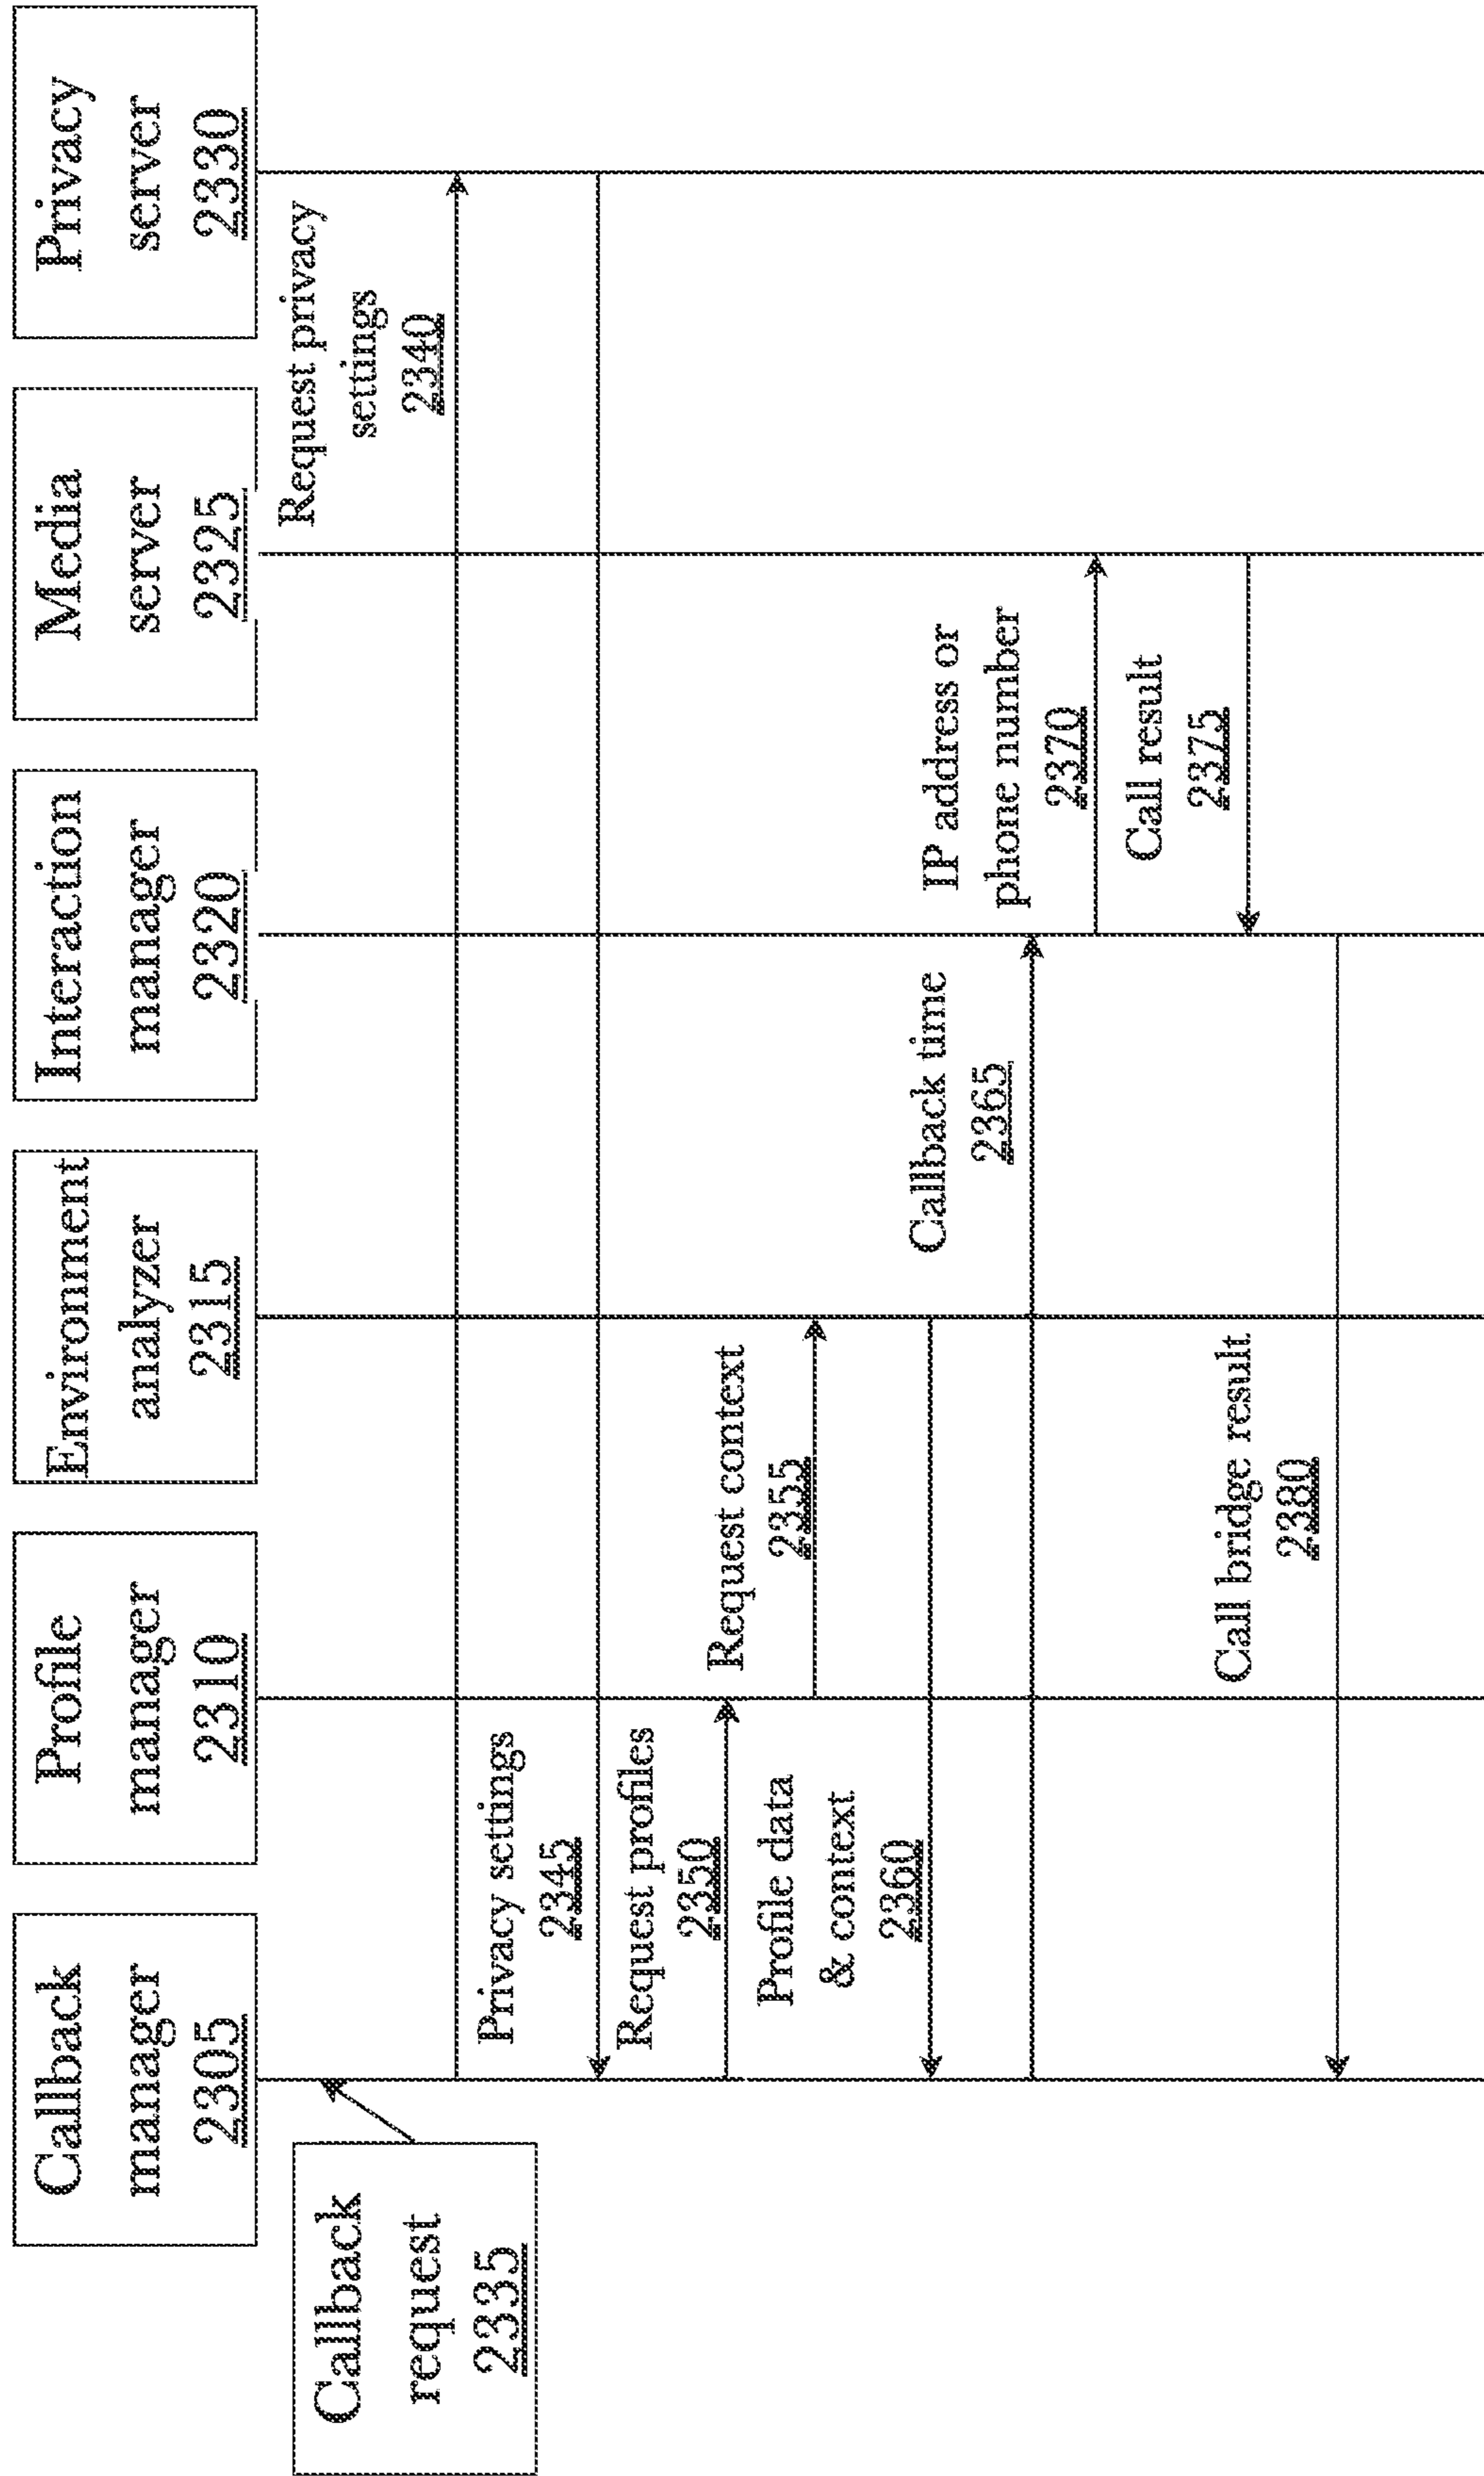 Callback
manager
2305
Profile
manager
2310
Environment
analyzer
2315
Interaction
manager
2320
Media
server
2325
Privacy
server
2330
Callback
request
2335
Request privacy
settings
2340
Privacy settings
2345
Request profiles
2350
Request context
2355
Profile data
& context
2360
Callback time
2365
IP address or
phone number
2370
Call result
2375
Call bridge result
2380